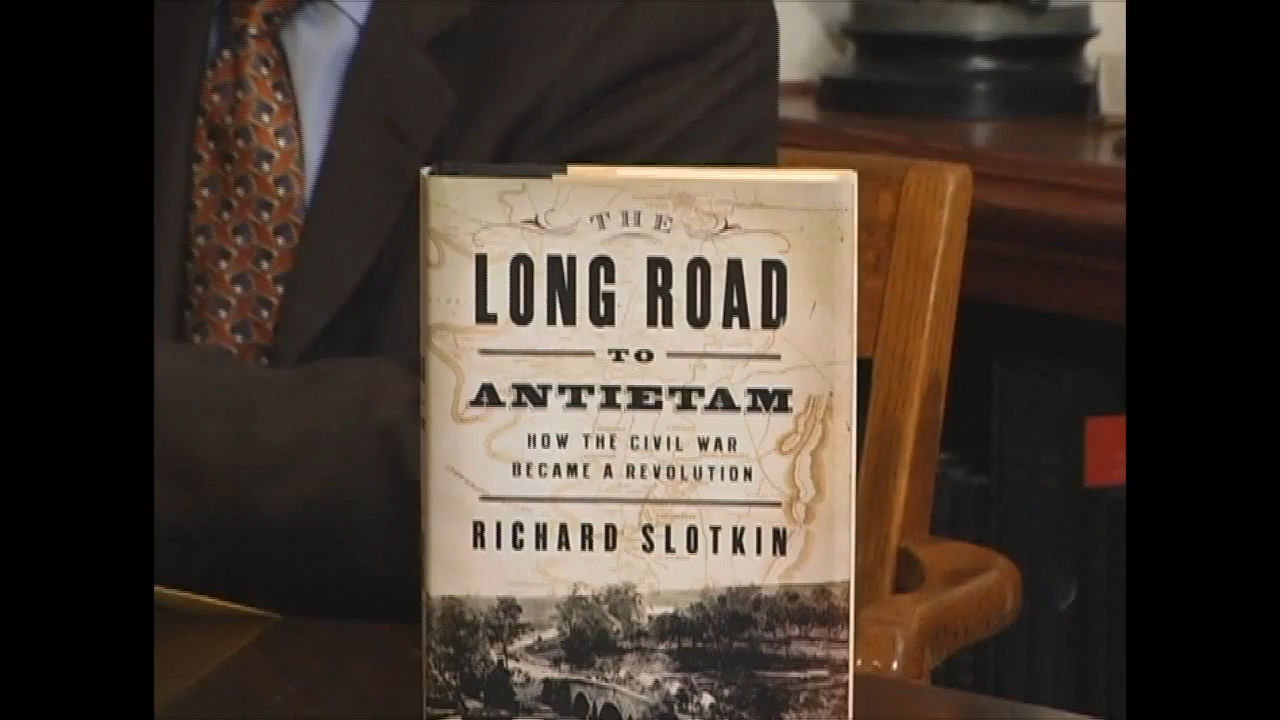 THE
LONG ROAD
TO
ANTIETAM
HOW THE CIVIL WAR
BECAME A REVOLUTION
RICHARD SLOTKIN